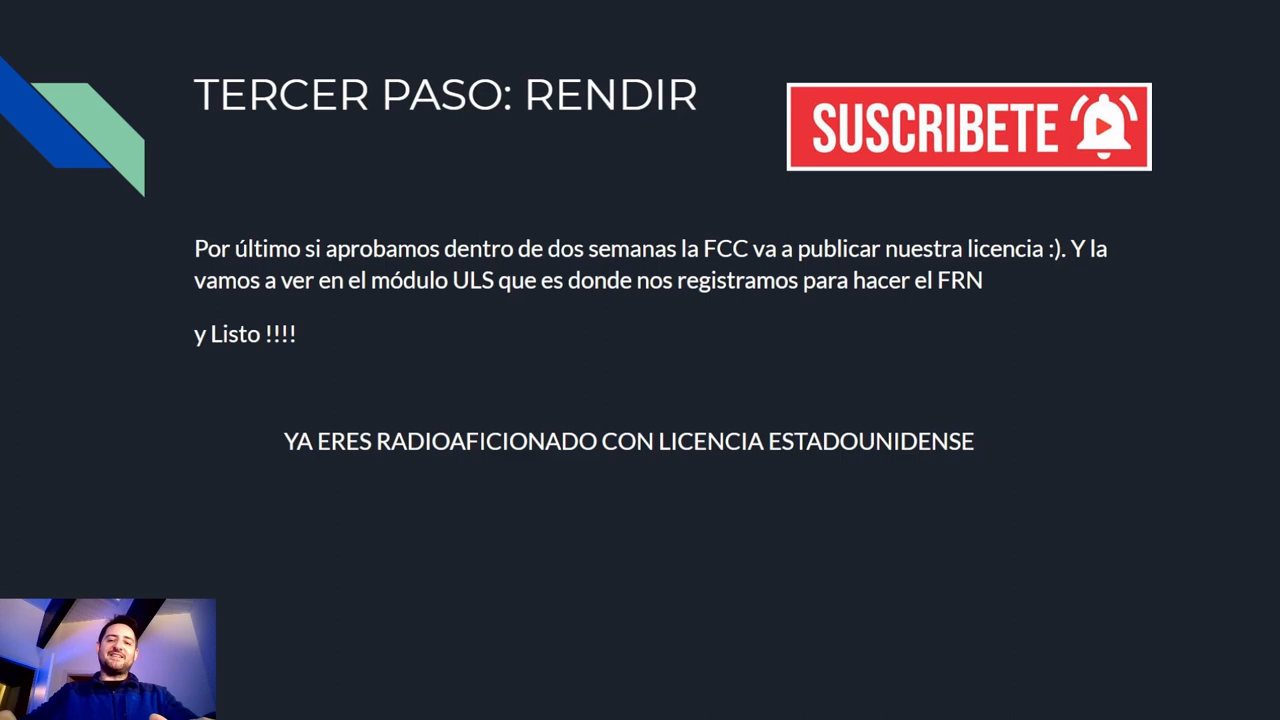 TERCER PASO: RENDIR
SUSCRIBETE
Por último si aprobamos dentro de dos semanas la FCC va a publicar nuestra licencia :). Y la
vamos a ver en el módulo ULS que es donde nos registramos para hacer el FRN
y Listo !!!!
YA ERES RADIOAFICIONADO CON LICENCIA ESTADOUNIDENSE